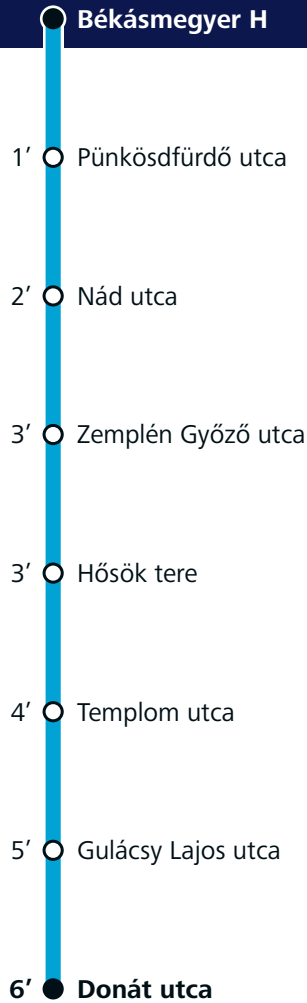 Békásmegyer H
1’ Pünkösdfürdő utca
2’ Nád utca
3’ Zemplén Győző utca
3’ Hősök tere
4’ Templom utca
5’ Gulácsy Lajos utca
6’ Donát utca